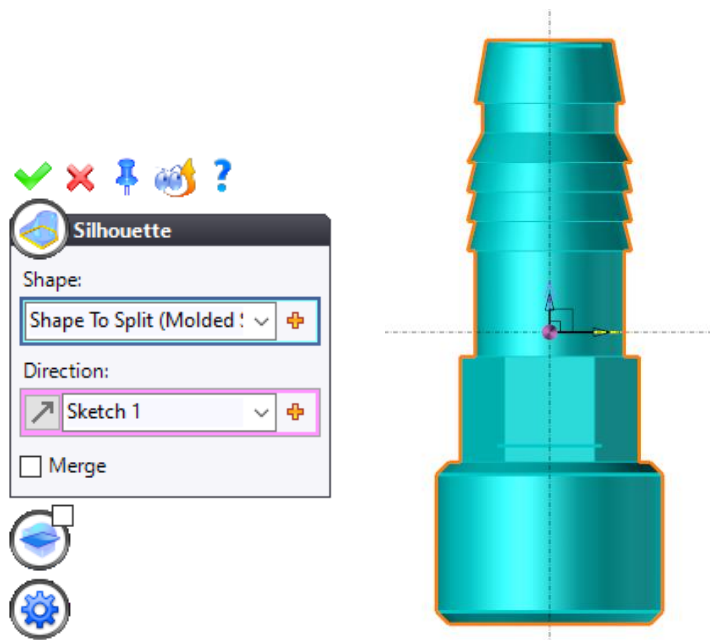 ?
Silhouette
Shape:
Shape To Split (Molded S
Direction:
Sketch 1
Merge